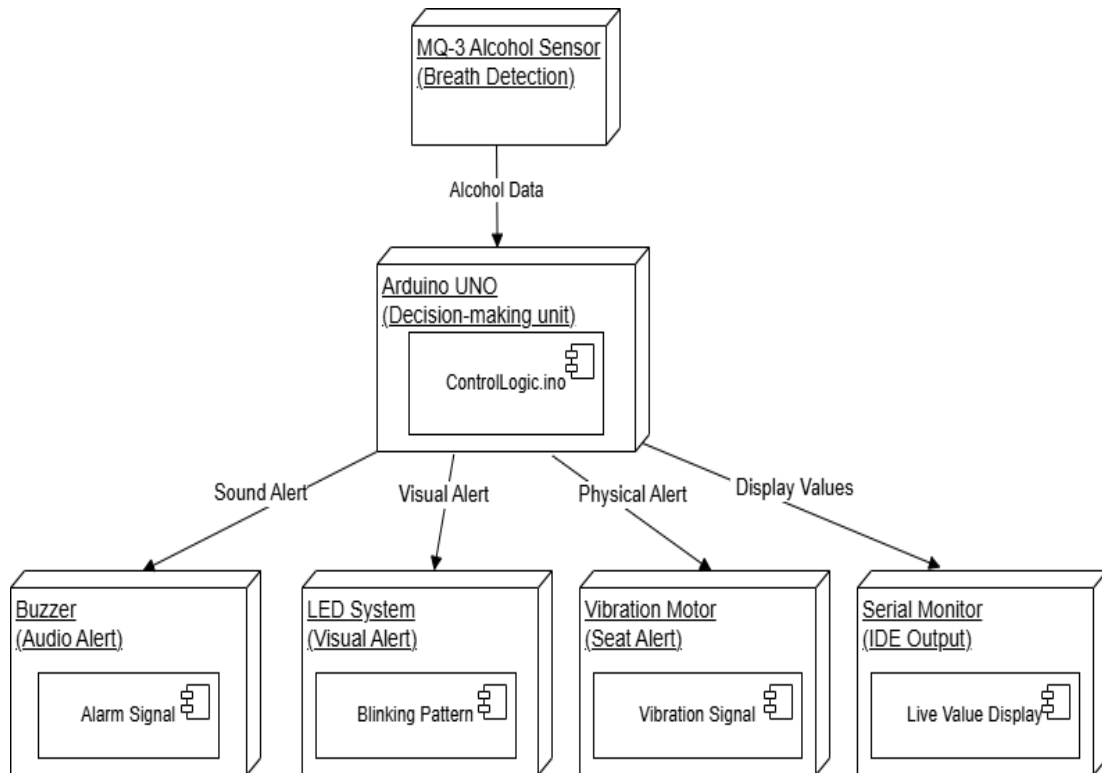 MQ-3 Alcohol Sensor
(Breath Detection)
Alcohol Data
Arduino UNO
(Decision-making unit)
ControlLogic.ino
Sound Alert
Visual Alert
Physical Alert
Display Values
Buzzer
(Audio Alert)
Alarm Signal
LED System
(Visual Alert)
Blinking Pattern
Vibration Motor
(Seat Alert)
Vibration Signal
Serial Monitor
(IDE Output)
Live Value Display